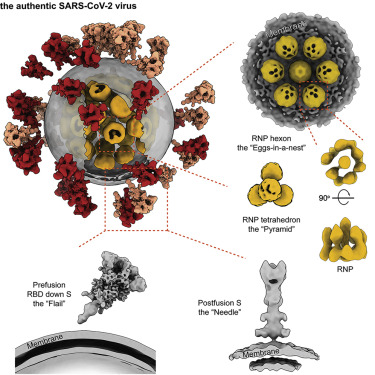 the authentic SARS-CoV-2 virus
Membrane
RNP hexon
the "Eggs-in-a-nest"
RNP tetrahedron
the "Pyramid"
90º
RNP
Prefusion
RBD down S
the "Flail"
Membrane
Postfusion S
the "Needle"
Membrane